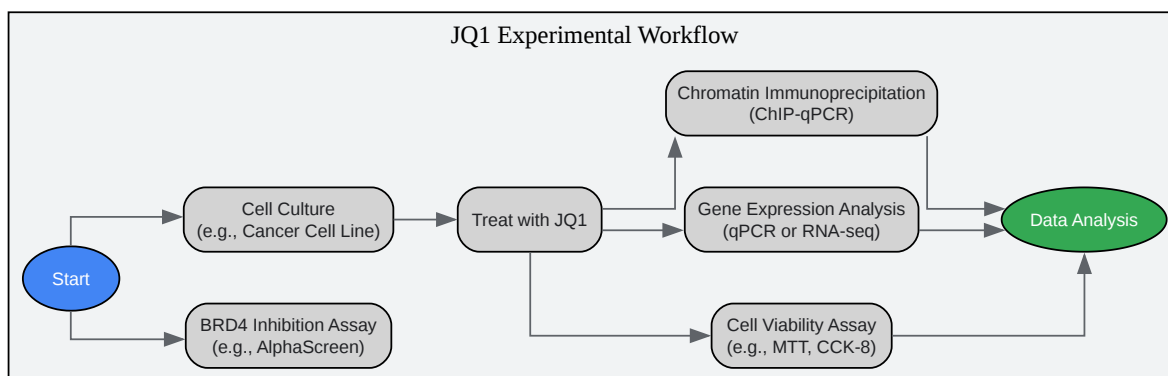 JQ1 Experimental Workflow
Chromatin Immunoprecipitation
(ChIP-qPCR)
Cell Culture
(e.g., Cancer Cell Line)
Treat with JQ1
Gene Expression Analysis
(qPCR or RNA-seq)
Data Analysis
Start
BRD4 Inhibition Assay
(e.g., AlphaScreen)
Cell Viability Assay
(e.g., MTT, CCK-8)